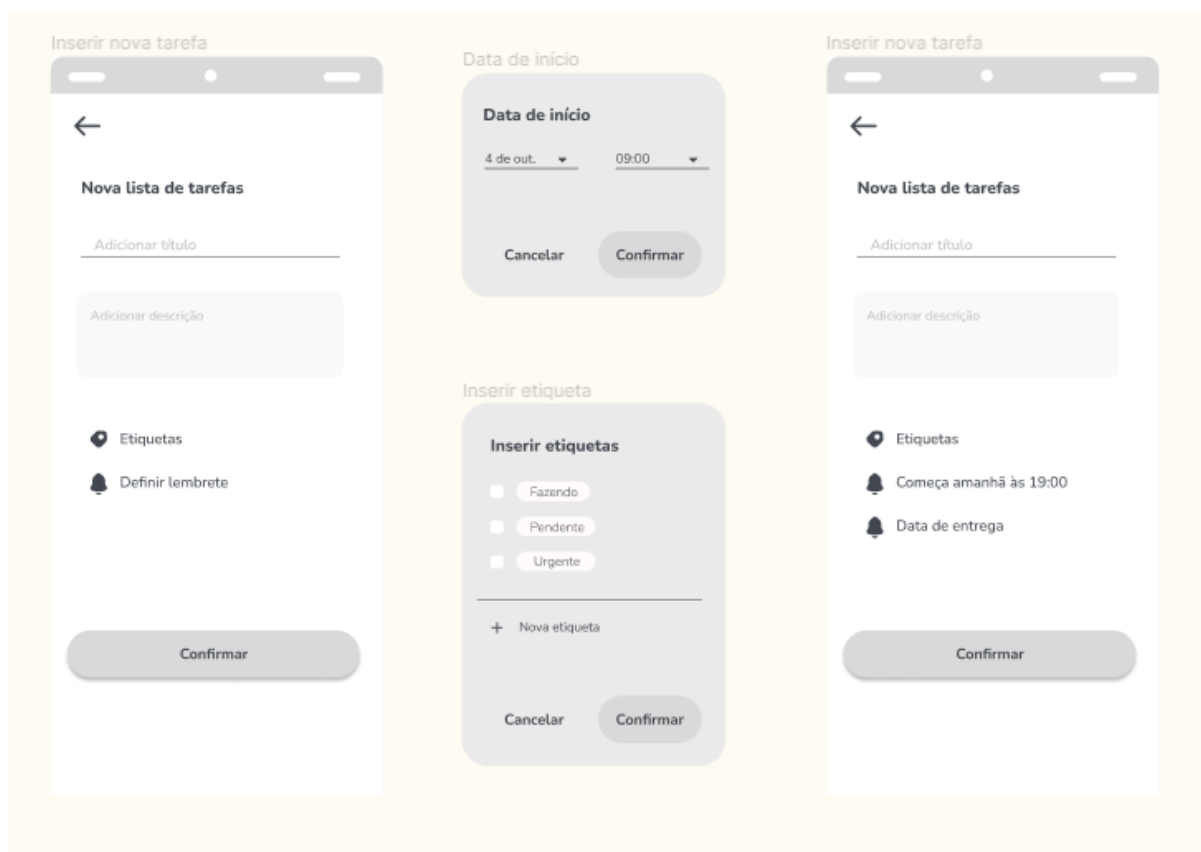 Inserir nova tarefa
Nova lista de tarefas
Adicionar título
Adicionar descrição
Etiquetas
Definir lembrete
Confirmar
Data de início
Data de início
4 de out.
09:00
Cancelar
Confirmar
Inserir etiqueta
Inserir etiquetas
Fazendo
Pendente
Urgente
+ Nova etiqueta
Cancelar
Confirmar
Inserir nova tarefa
Nova lista de tarefas
Adicionar título
Adicionar descrição
Etiquetas
Começa amanhã às 19:00
Data de entrega
Confirmar